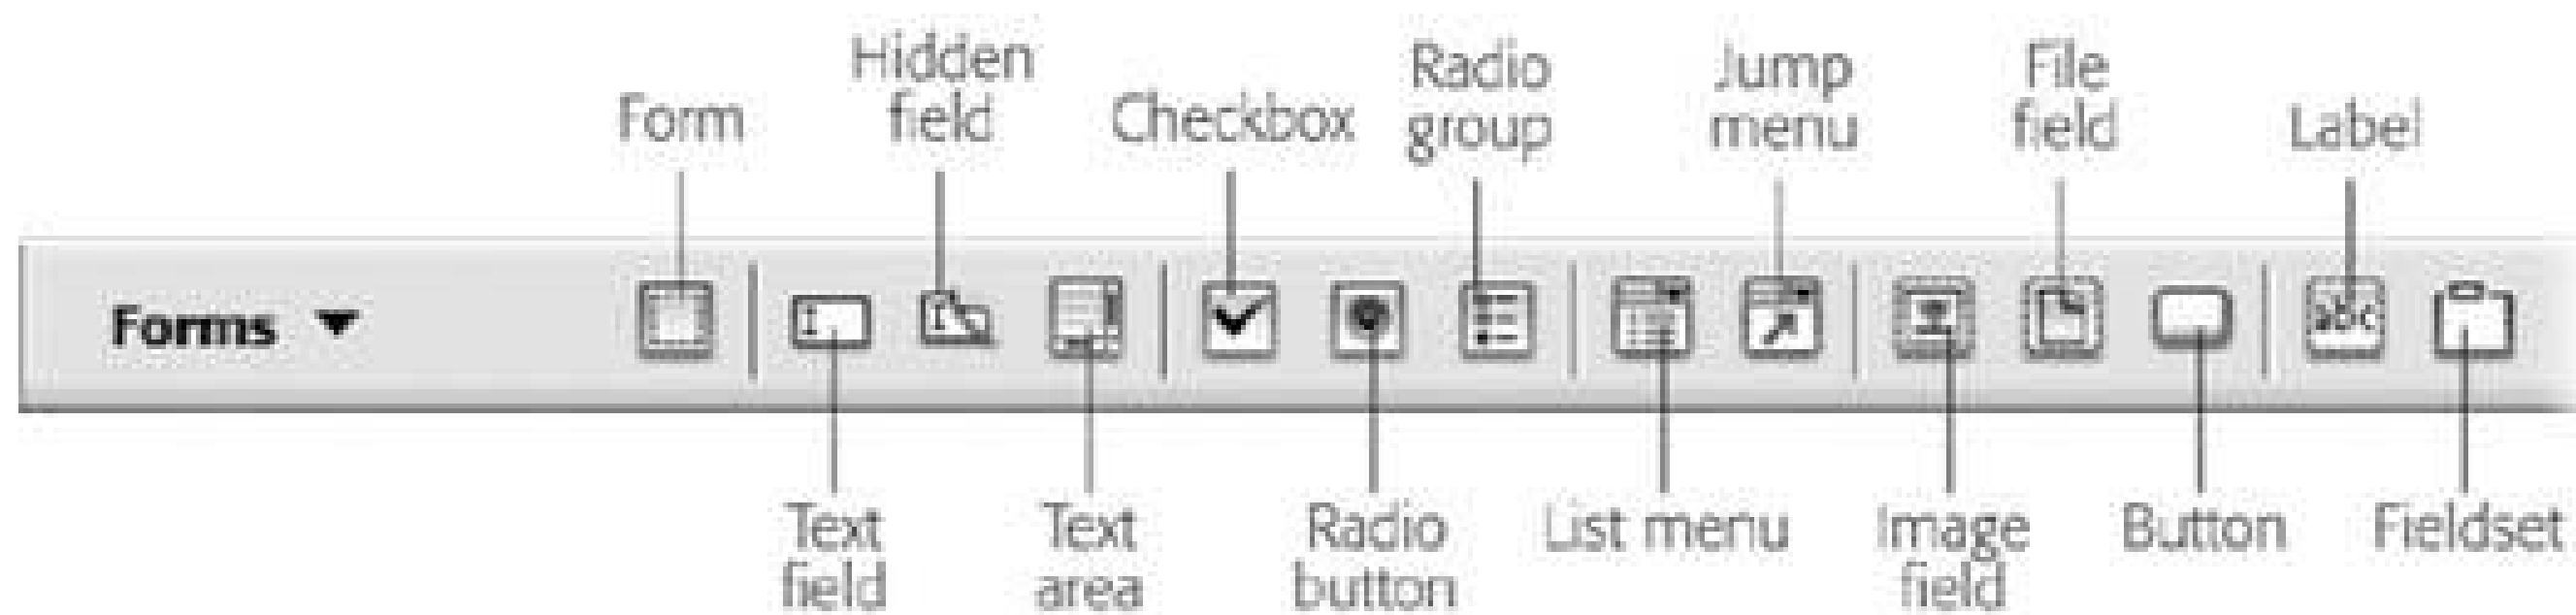 Form
Hidden
field
Checkbox
Radio
group
Jump
menu
File
field
Label
Forms
abc
Text
field
Text
area
Radio
button
List menu
Image
field
Button
Fieldset